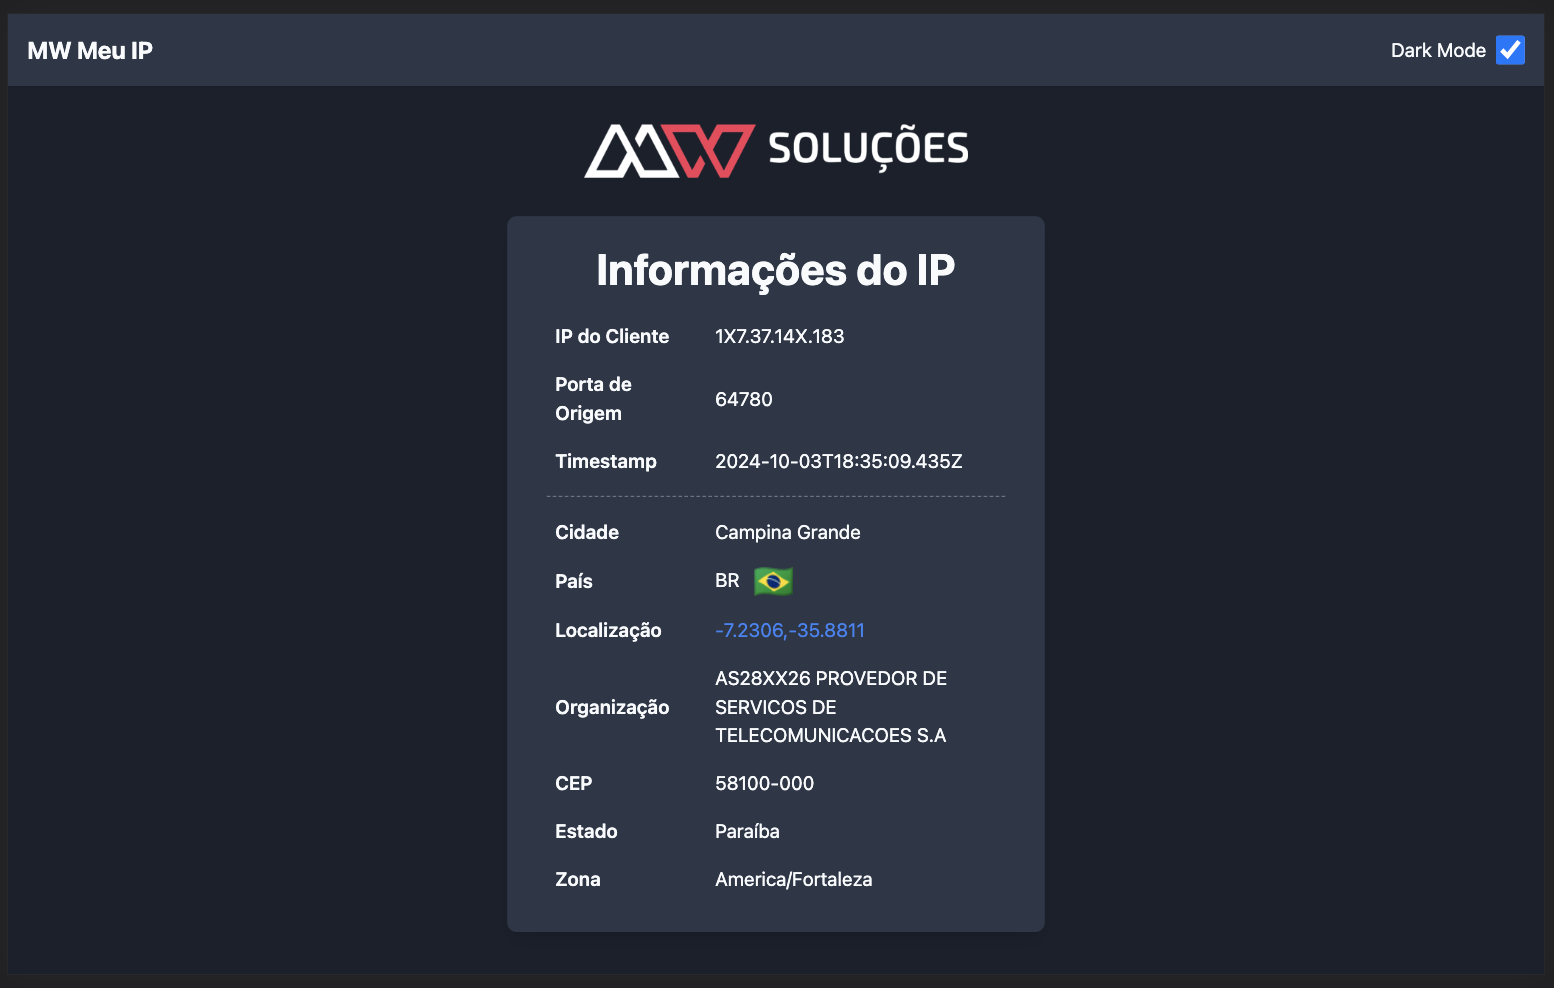 MW Meu IP
Dark Mode
MW SOLUÇÕES
Informações do IP
IP do Cliente 1X7.37.14X.183
Porta de
Origem
64780
Timestamp 2024-10-03T18:35:09.435Z
Cidade Campina Grande
País BR
Localização -7.2306,-35.8811
Organização
AS28XX26 PROVEDOR DE
SERVICOS DE
TELECOMUNICACOES S.A
CEP 58100-000
Estado Paraíba
Zona America/Fortaleza